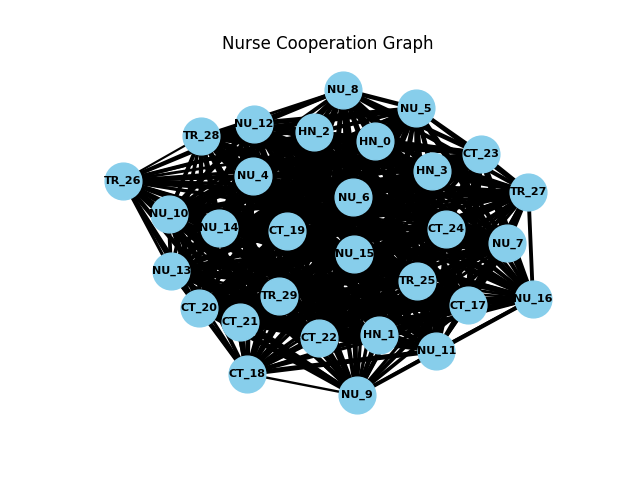 Nurse Cooperation Graph
NU_8
NU_5
NU_12
HN_2
TR_28
HN_0
CT_23
HN_3
NU_4
TR_26
TR_27
NU_6
NU_10
NU_14
CT_24
CT_19
NU_7
NU_15
NU_13
TR_25
TR_29
NU_16
CT_17
CT_20
CT_21
HN_1
CT_22
NU_11
CT_18
NU_9